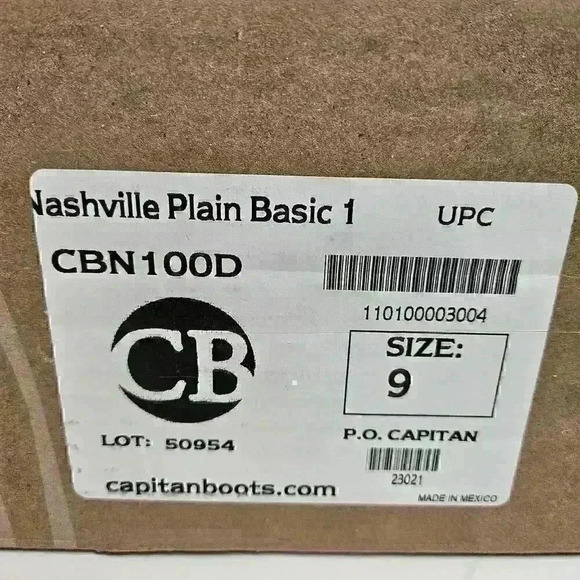 Nashville Plain Basic 1
UPC
CBN100D
110100003004
CB
SIZE:
9
LOT: 50954
P.O. CAPITAN
23021
capitanboots.com
MADE IN MEXICO